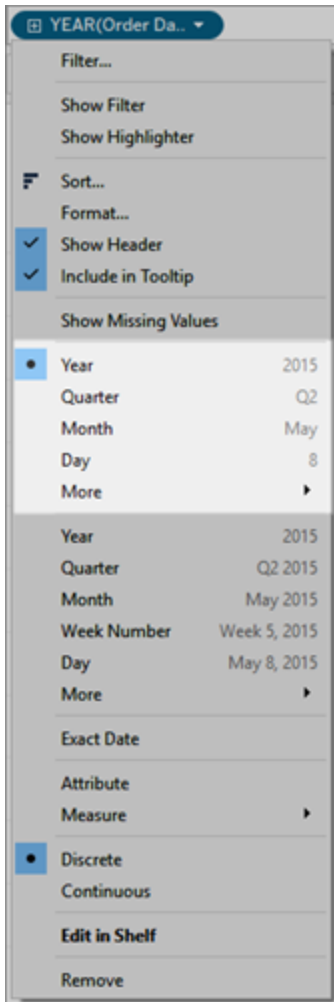 YEAR(Order Da..
Filter...
Show Filter
Show Highlighter
Sort...
Format...
Show Header
Include in Tooltip
Show Missing Values
Year 2015
Quarter Q2
Month May
Day 8
More
Year 2015
Quarter Q2 2015
Month May 2015
Week Number Week 5, 2015
Day May 8, 2015
More
Exact Date
Attribute
Measure
Discrete
Continuous
Edit in Shelf
Remove